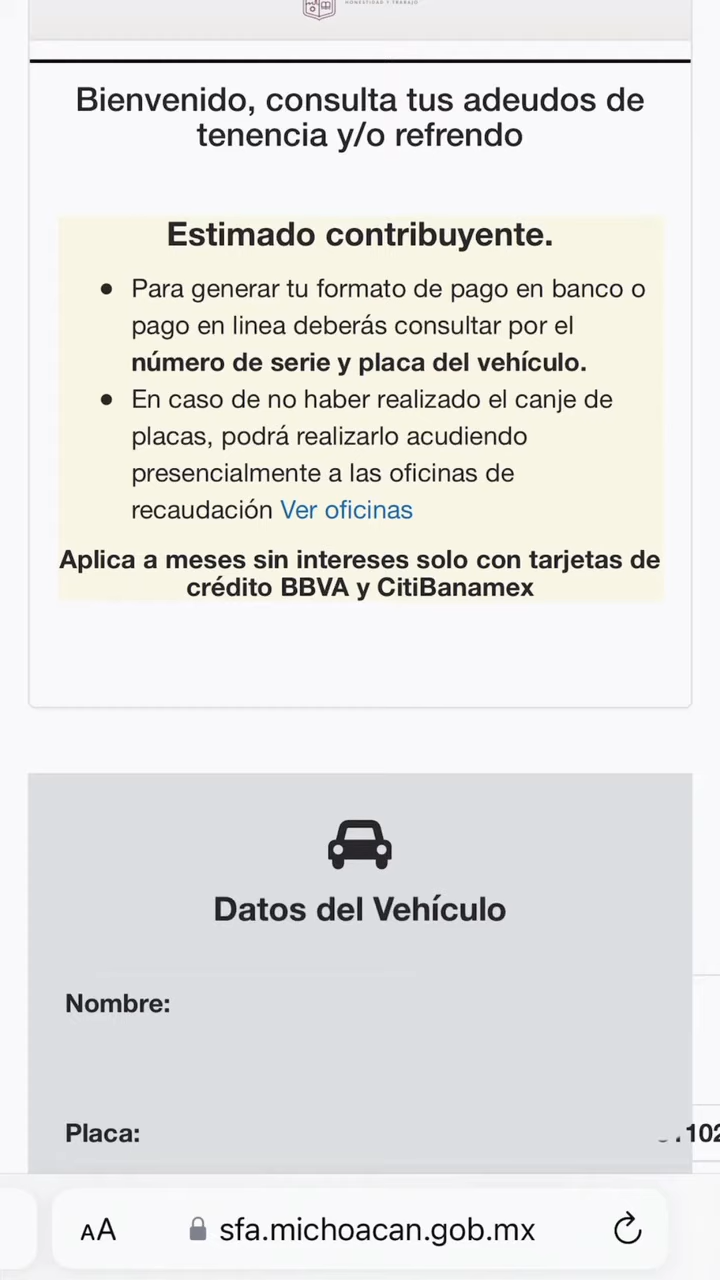 HONESTIDAD Y TRABAJO
Bienvenido, consulta tus adeudos de
tenencia y/o refrendo
Estimado contribuyente.
• Para generar tu formato de pago en banco o
pago en linea deberás consultar por el
número de serie y placa del vehículo.
• En caso de no haber realizado el canje de
placas, podrá realizarlo acudiendo
presencialmente a las oficinas de
recaudación Ver oficinas
Aplica a meses sin intereses solo con tarjetas de
crédito BBVA y CitiBanamex
Datos del Vehículo
Nombre:
Placa:
AA sfa.michoacan.gob.mx